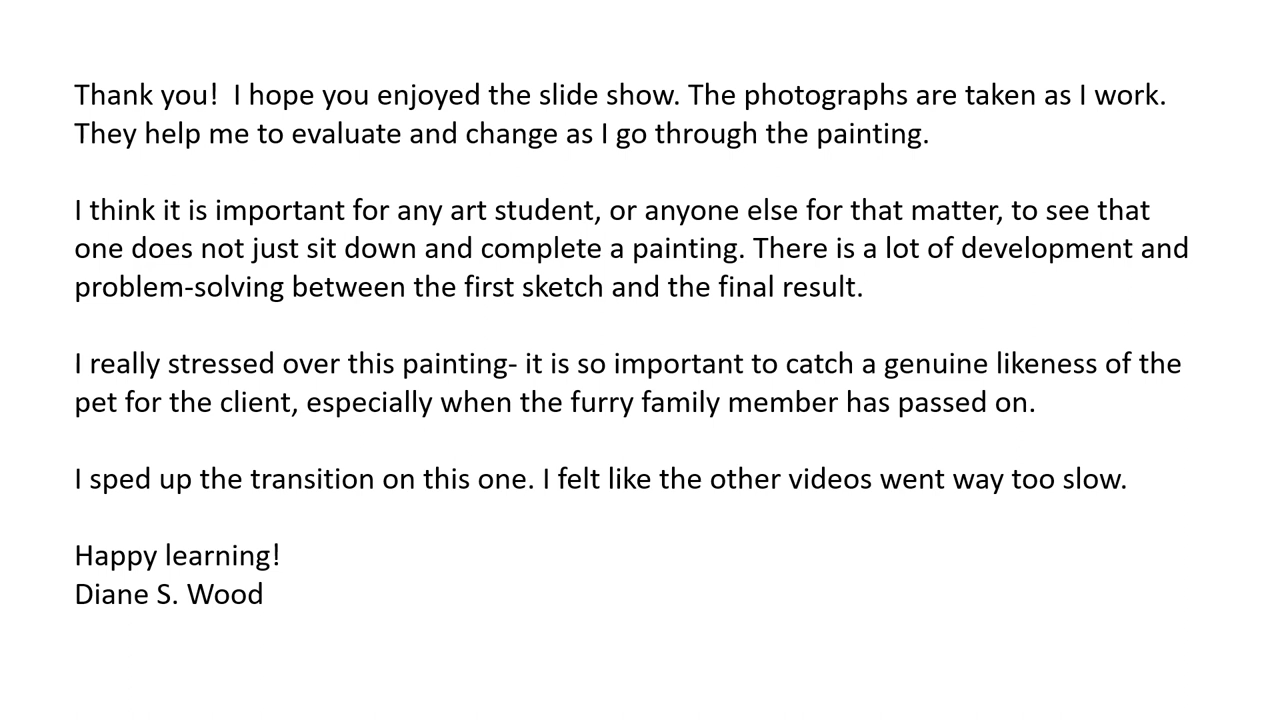 Thank you!  I hope you enjoyed the slide show. The photographs are taken as I work.
They help me to evaluate and change as I go through the painting.
I think it is important for any art student, or anyone else for that matter, to see that
one does not just sit down and complete a painting. There is a lot of development and
problem-solving between the first sketch and the final result.
I really stressed over this painting- it is so important to catch a genuine likeness of the
pet for the client, especially when the furry family member has passed on.
I sped up the transition on this one. I felt like the other videos went way too slow.
Happy learning!
Diane S. Wood